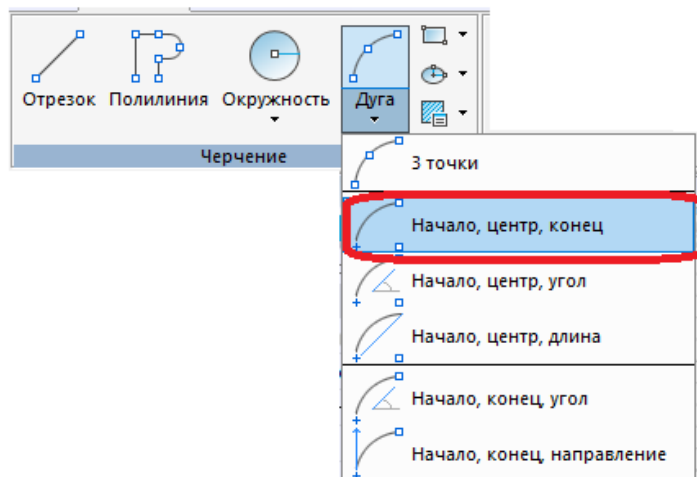 Отрезок Полилиния Окружность Дуга
Черчение
3 точки
Начало, центр, конец
Начало, центр, угол
Начало, центр, длина
Начало, конец, угол
Начало, конец, направление